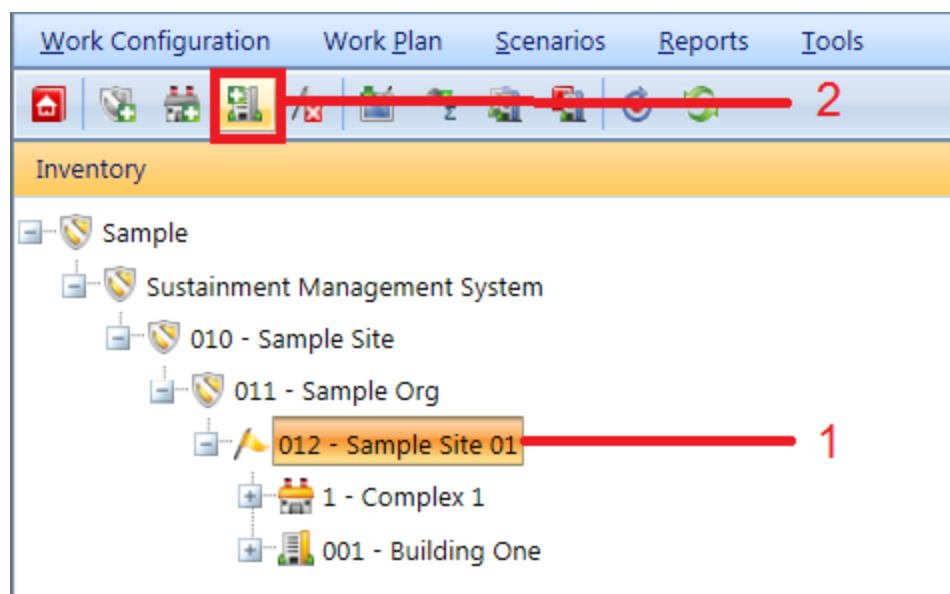 Work Configuration Work Plan Scenarios Reports Tools
2
Inventory
Sample
Sustainment Management System
010 - Sample Site
011 - Sample Org
012 - Sample Site 01
1
1 - Complex 1
001 - Building One